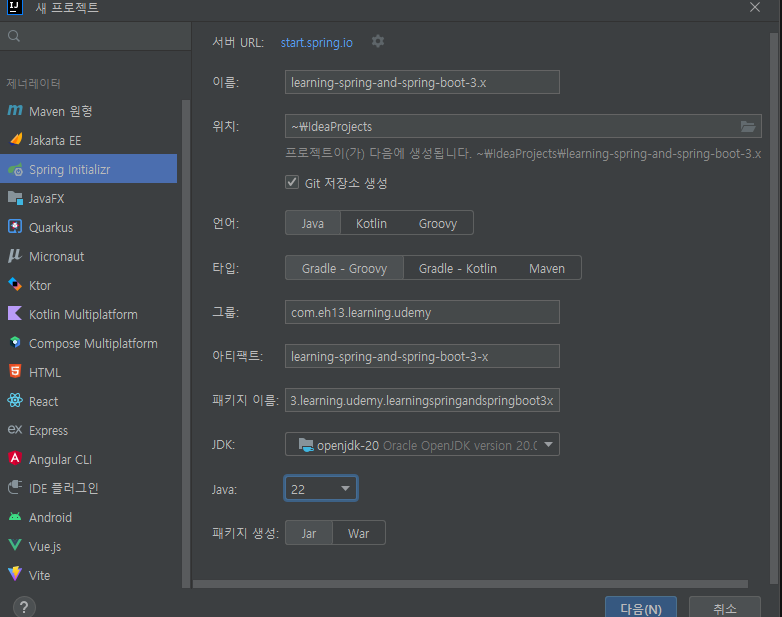 IJ 새 프로젝트
제너레이터
Maven 원형
Jakarta EE
Spring Initializr
JavaFX
Quarkus
Micronaut
Ktor
Kotlin Multiplatform
Compose Multiplatform
HTML
React
ex Express
Angular CLI
IDE 플러그인
Android
Vue.js
Vite
?
서버 URL: start.spring.io
이름: learning-spring-and-spring-boot-3.x
위치: ~₩IdeaProjects
프로젝트이(가) 다음에 생성됩니다. ~₩IdeaProjects₩learning-spring-and-spring-boot-3.x
Git 저장소 생성
언어: Java Kotlin Groovy
타입: Gradle - Groovy Gradle - Kotlin Maven
그룹: com.eh13.learning.udemy
아티팩트: learning-spring-and-spring-boot-3-x
패키지 이름: 3.learning.udemy.learningspringandspringboot3x
JDK: openjdk-20 Oracle OpenJDK version 20.0
Java: 22
패키지 생성: Jar War
다음(N) 취소